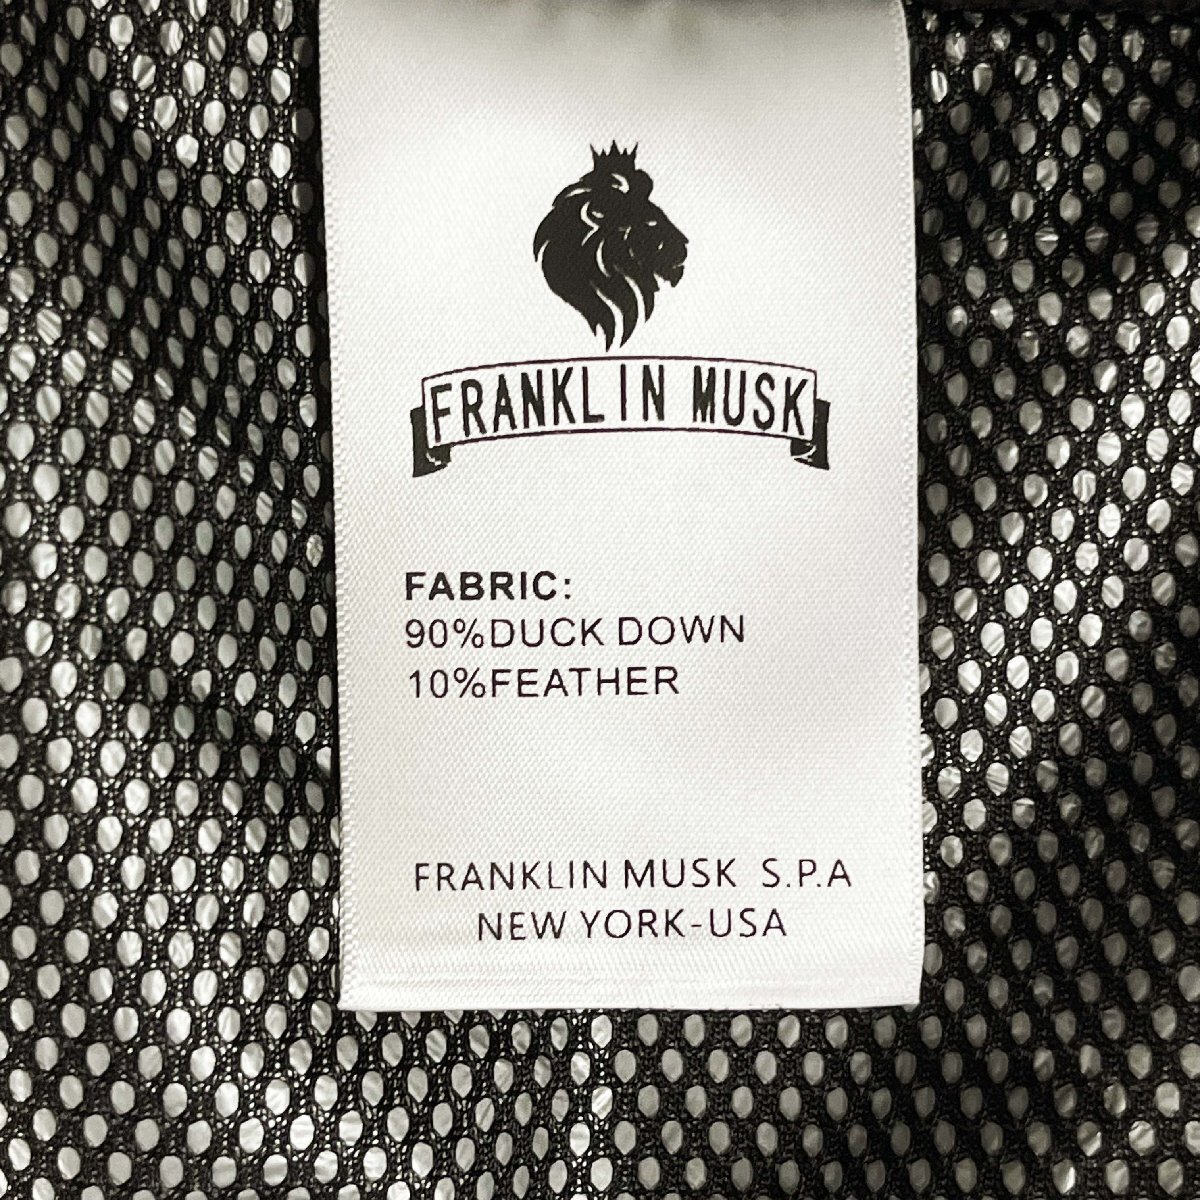 FRANKLIN MUSK
FABRIC:
90%DUCK DOWN
10%FEATHER
FRANKLIN MUSK S.P.A
NEW YORK-USA